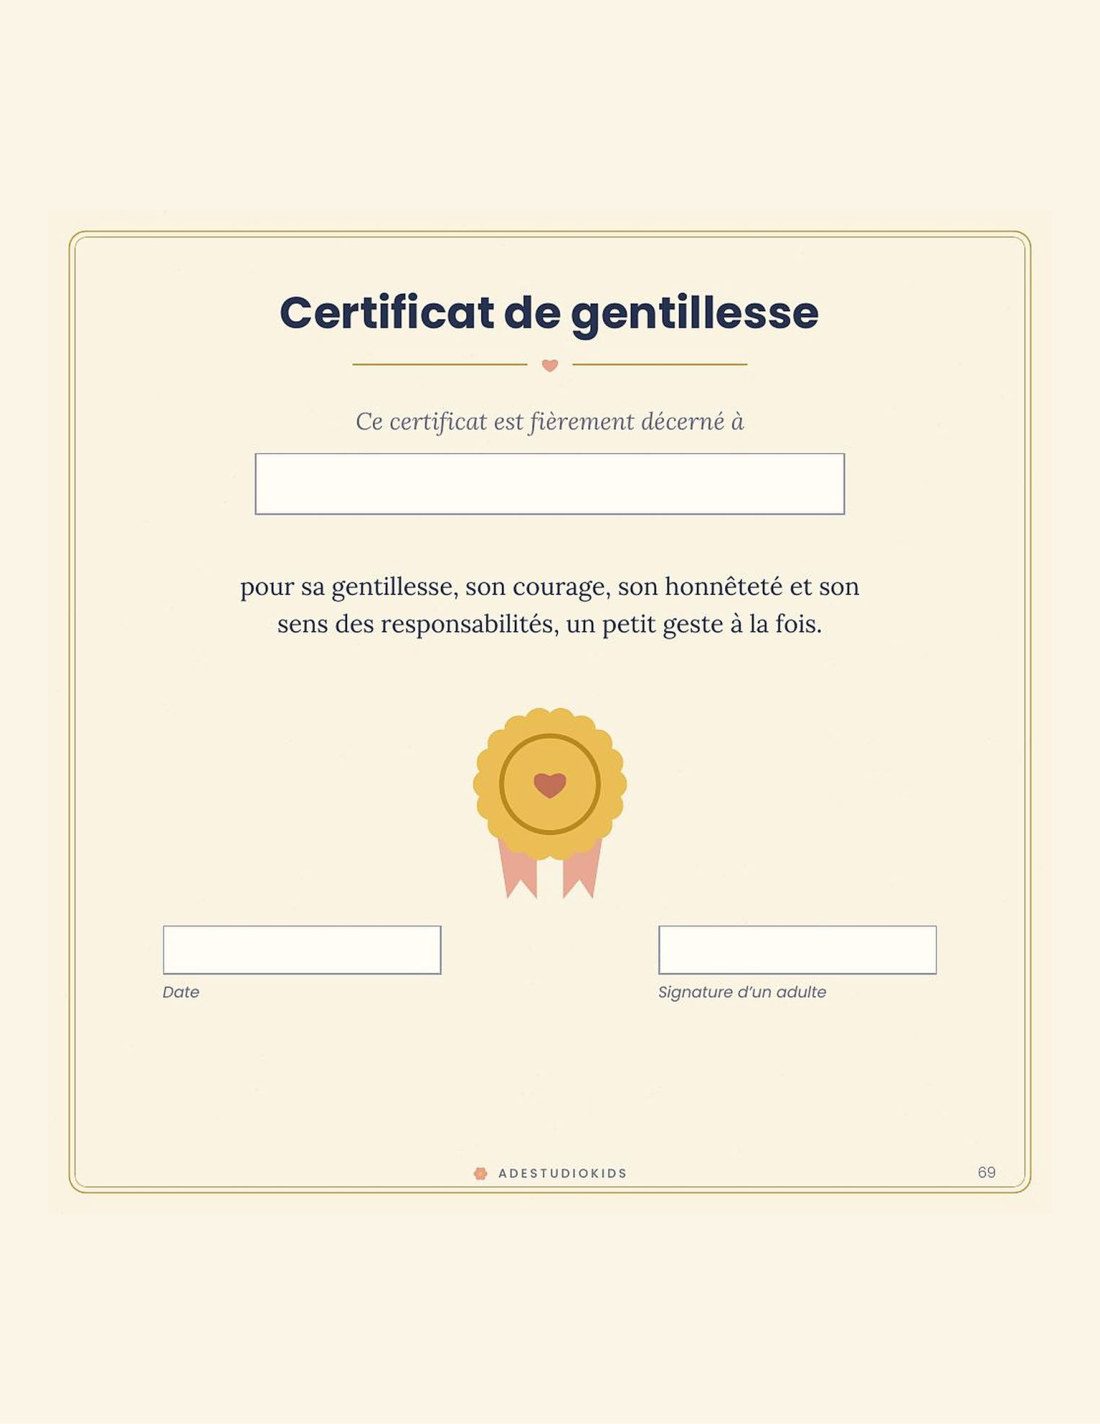 Certificat de gentillesse
Ce certificat est fièrement décerné à
pour sa gentillesse, son courage, son honnêteté et son
sens des responsabilités, un petit geste à la fois.
Date
Signature d’un adulte
ADESTUDIOKIDS
69